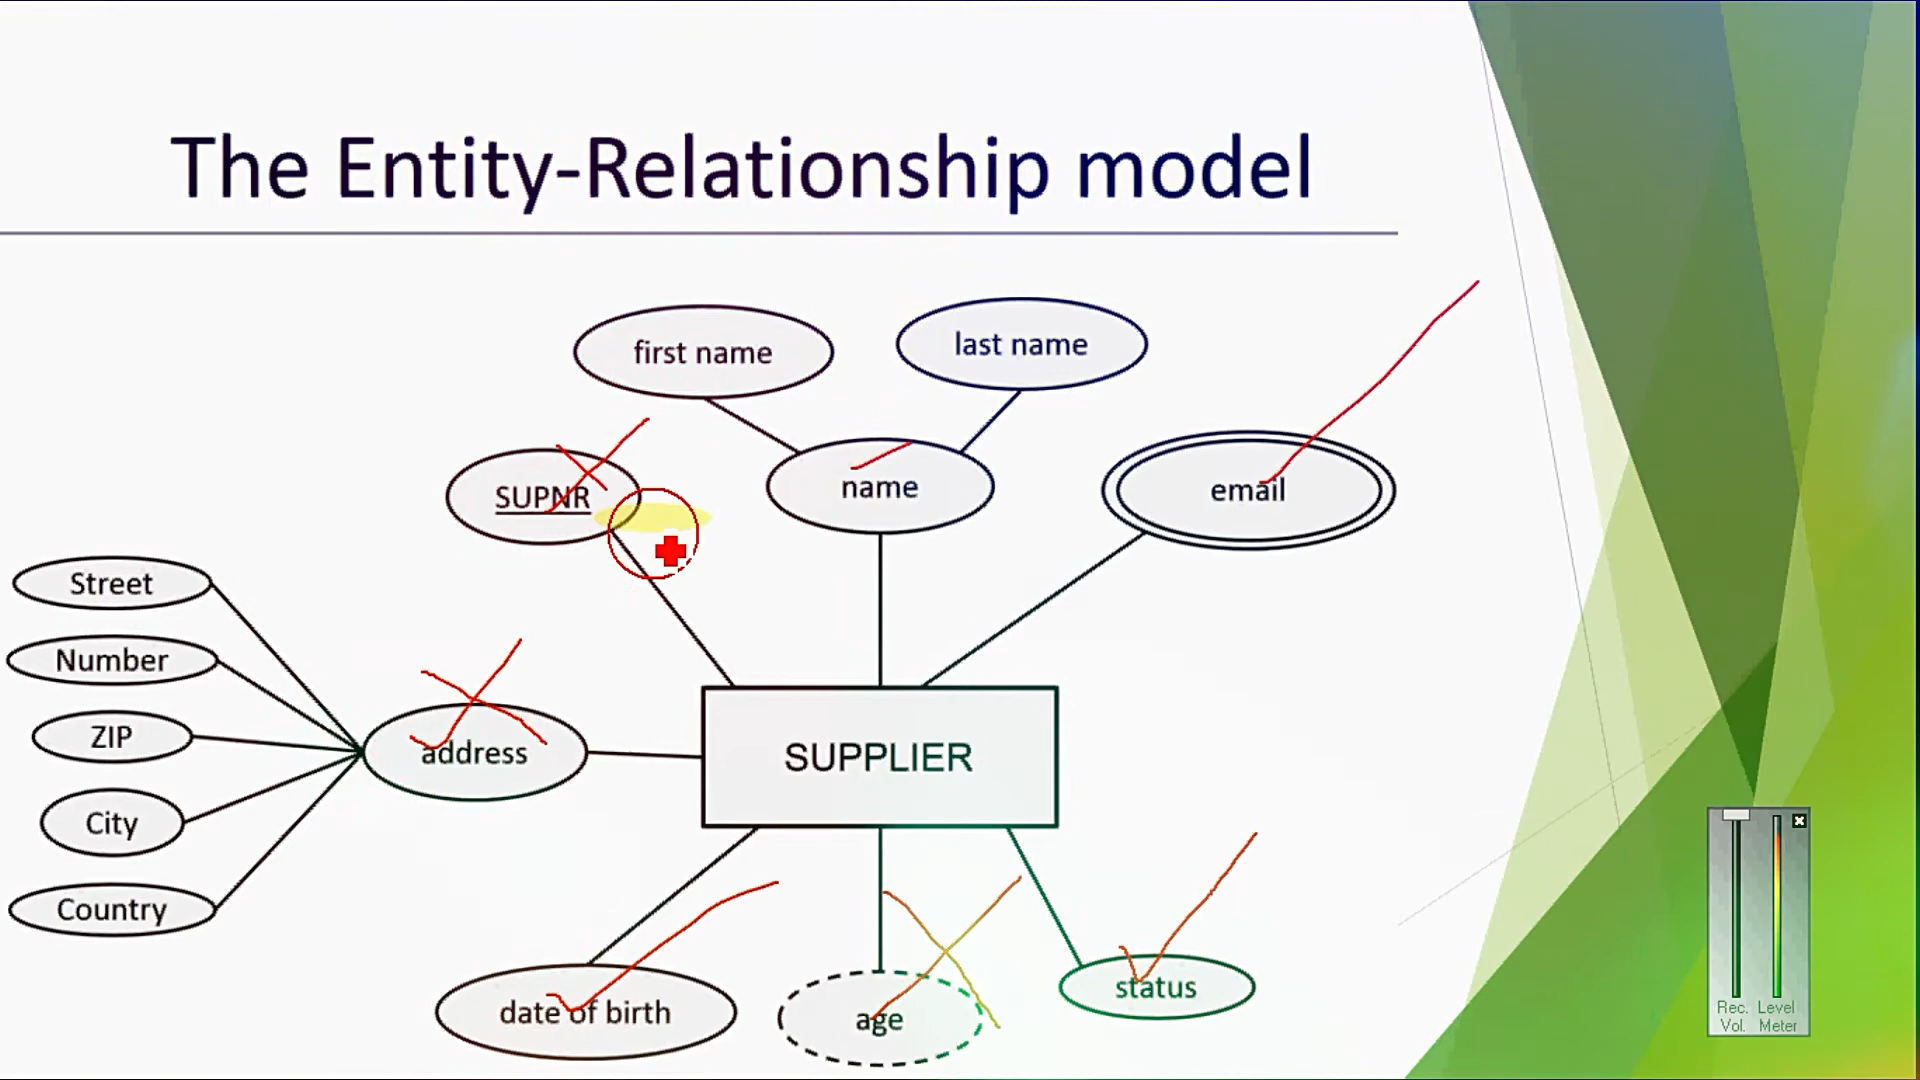 The Entity-Relationship model
first name
last name
SUPNR
name
email
Street
Number
ZIP
address
SUPPLIER
City
Country
date of birth
age
status
Rec. Level
Vol. Meter